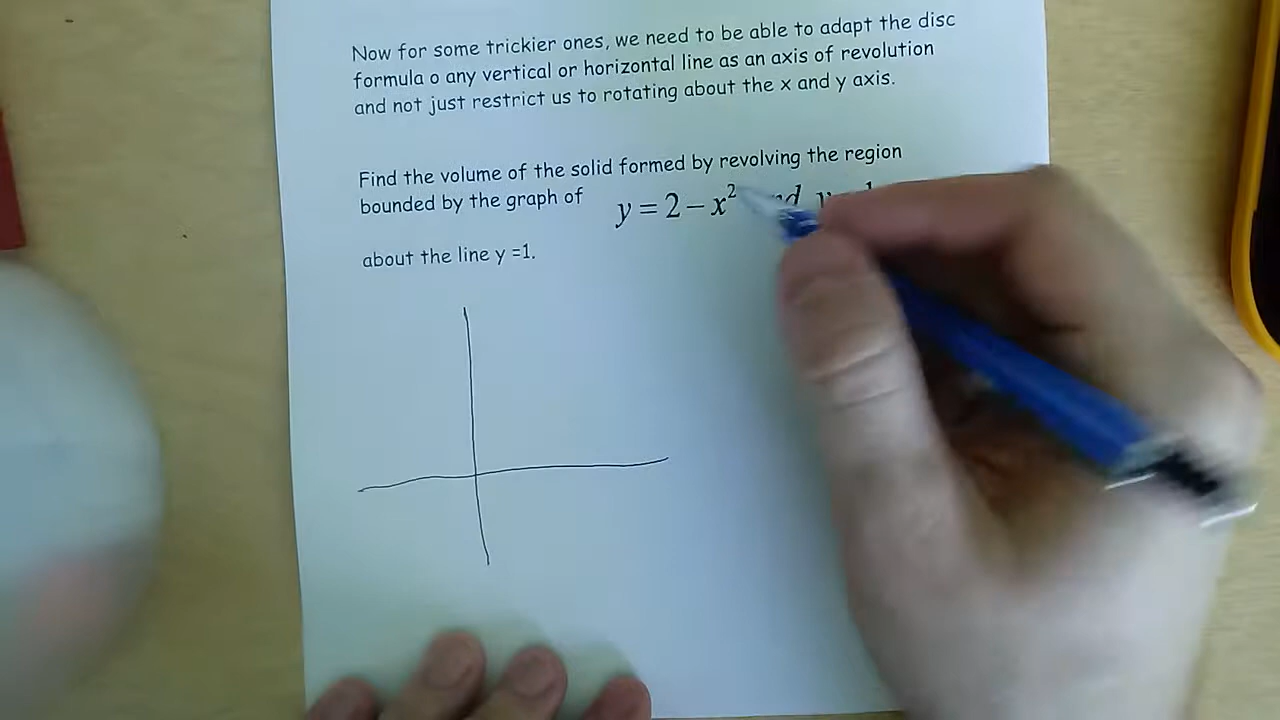 Now for some trickier ones, we need to be able to adapt the disc
formula o any vertical or horizontal line as an axis of revolution
and not just restrict us to rotating about the x and y axis.
Find the volume of the solid formed by revolving the region
bounded by the graph of y = 2 − x²
about the line y =1.